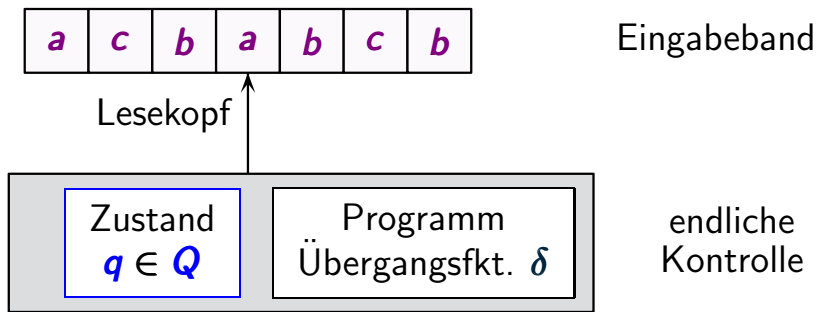 a c b a b c b Eingabeband
Lesekopf
Zustand
q ∈ Q
Programm
Übergangsfkt. δ
endliche
Kontrolle